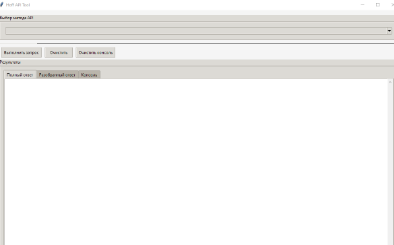 Выбор метода API
Выполнить запрос Очистить Очистить консоль
Результаты
Полный ответ Разобранный ответ Консоль